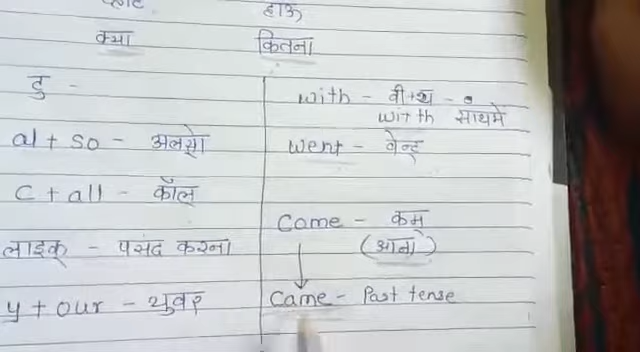 हाऊ
क्या कितना
डु -
al + so - अलसो
c + all - कॉल्
लाइक् - पसंद करना
y + our - युवर
with - वी+थ -
with साथमें
went - वेन्ट्
Come - कम्
(आना)
Came - Past tense